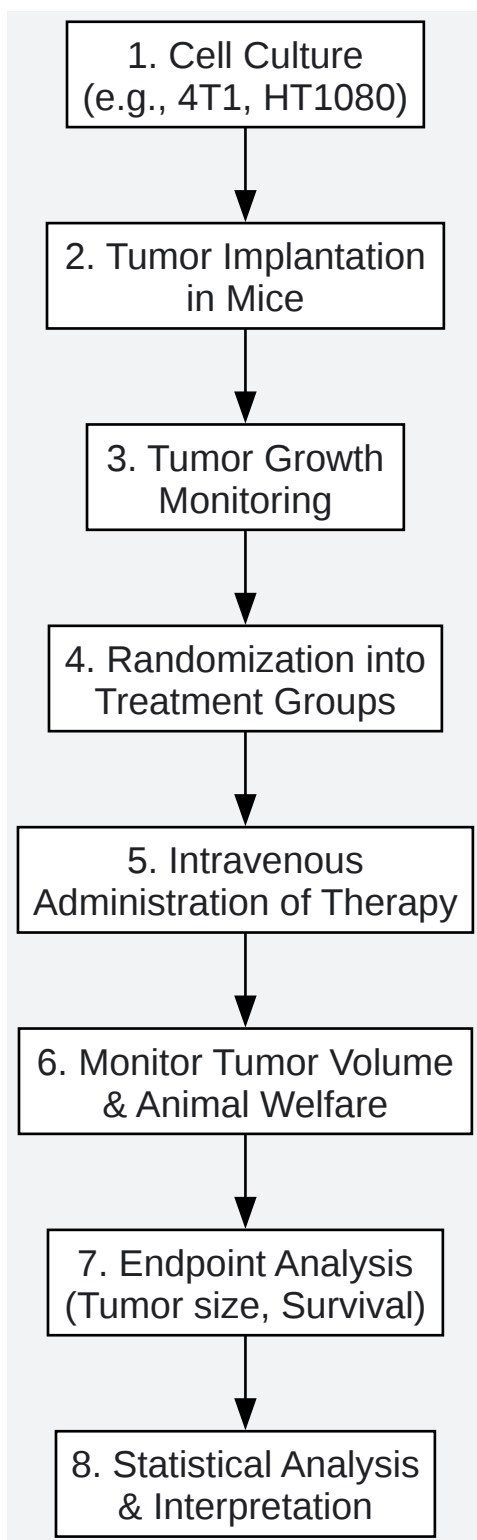 1. Cell Culture
(e.g., 4T1, HT1080)
2. Tumor Implantation
in Mice
3. Tumor Growth
Monitoring
4. Randomization into
Treatment Groups
5. Intravenous
Administration of Therapy
6. Monitor Tumor Volume
& Animal Welfare
7. Endpoint Analysis
(Tumor size, Survival)
8. Statistical Analysis
& Interpretation